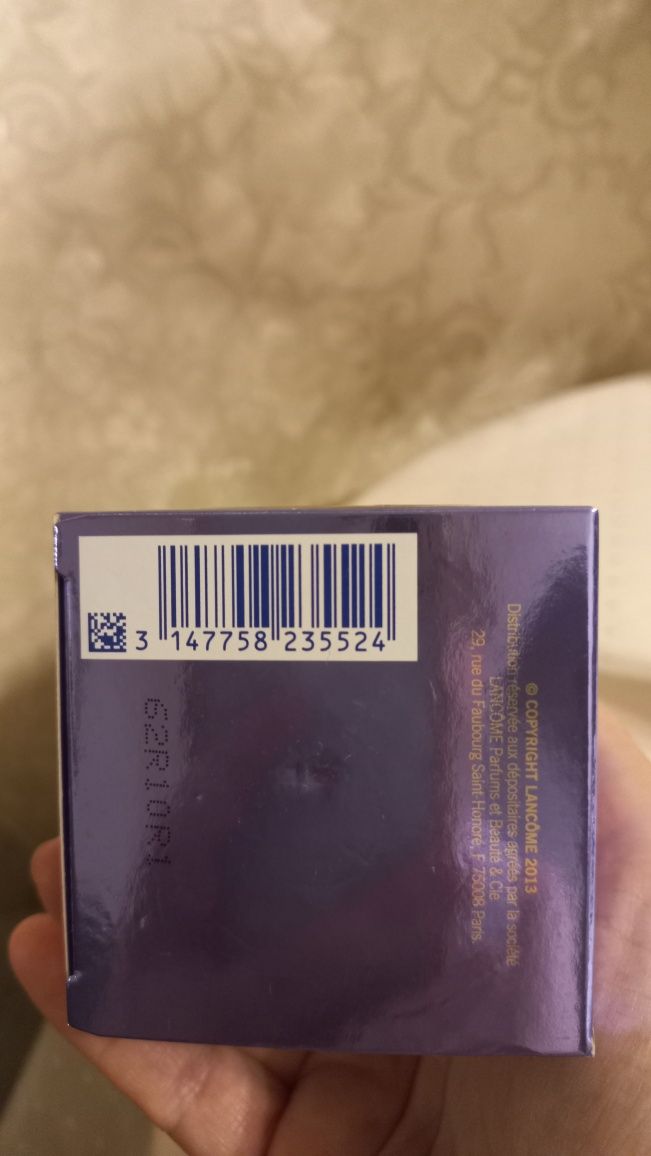 3 147758 235524
62R10R1
© COPYRIGHT LANCÔME 2013
Distribution réservée aux dépositaires agréés par la société
LANCÔME Parfums et Beauté & Cie
29, rue du Faubourg Saint-Honoré, F 75008 Paris.